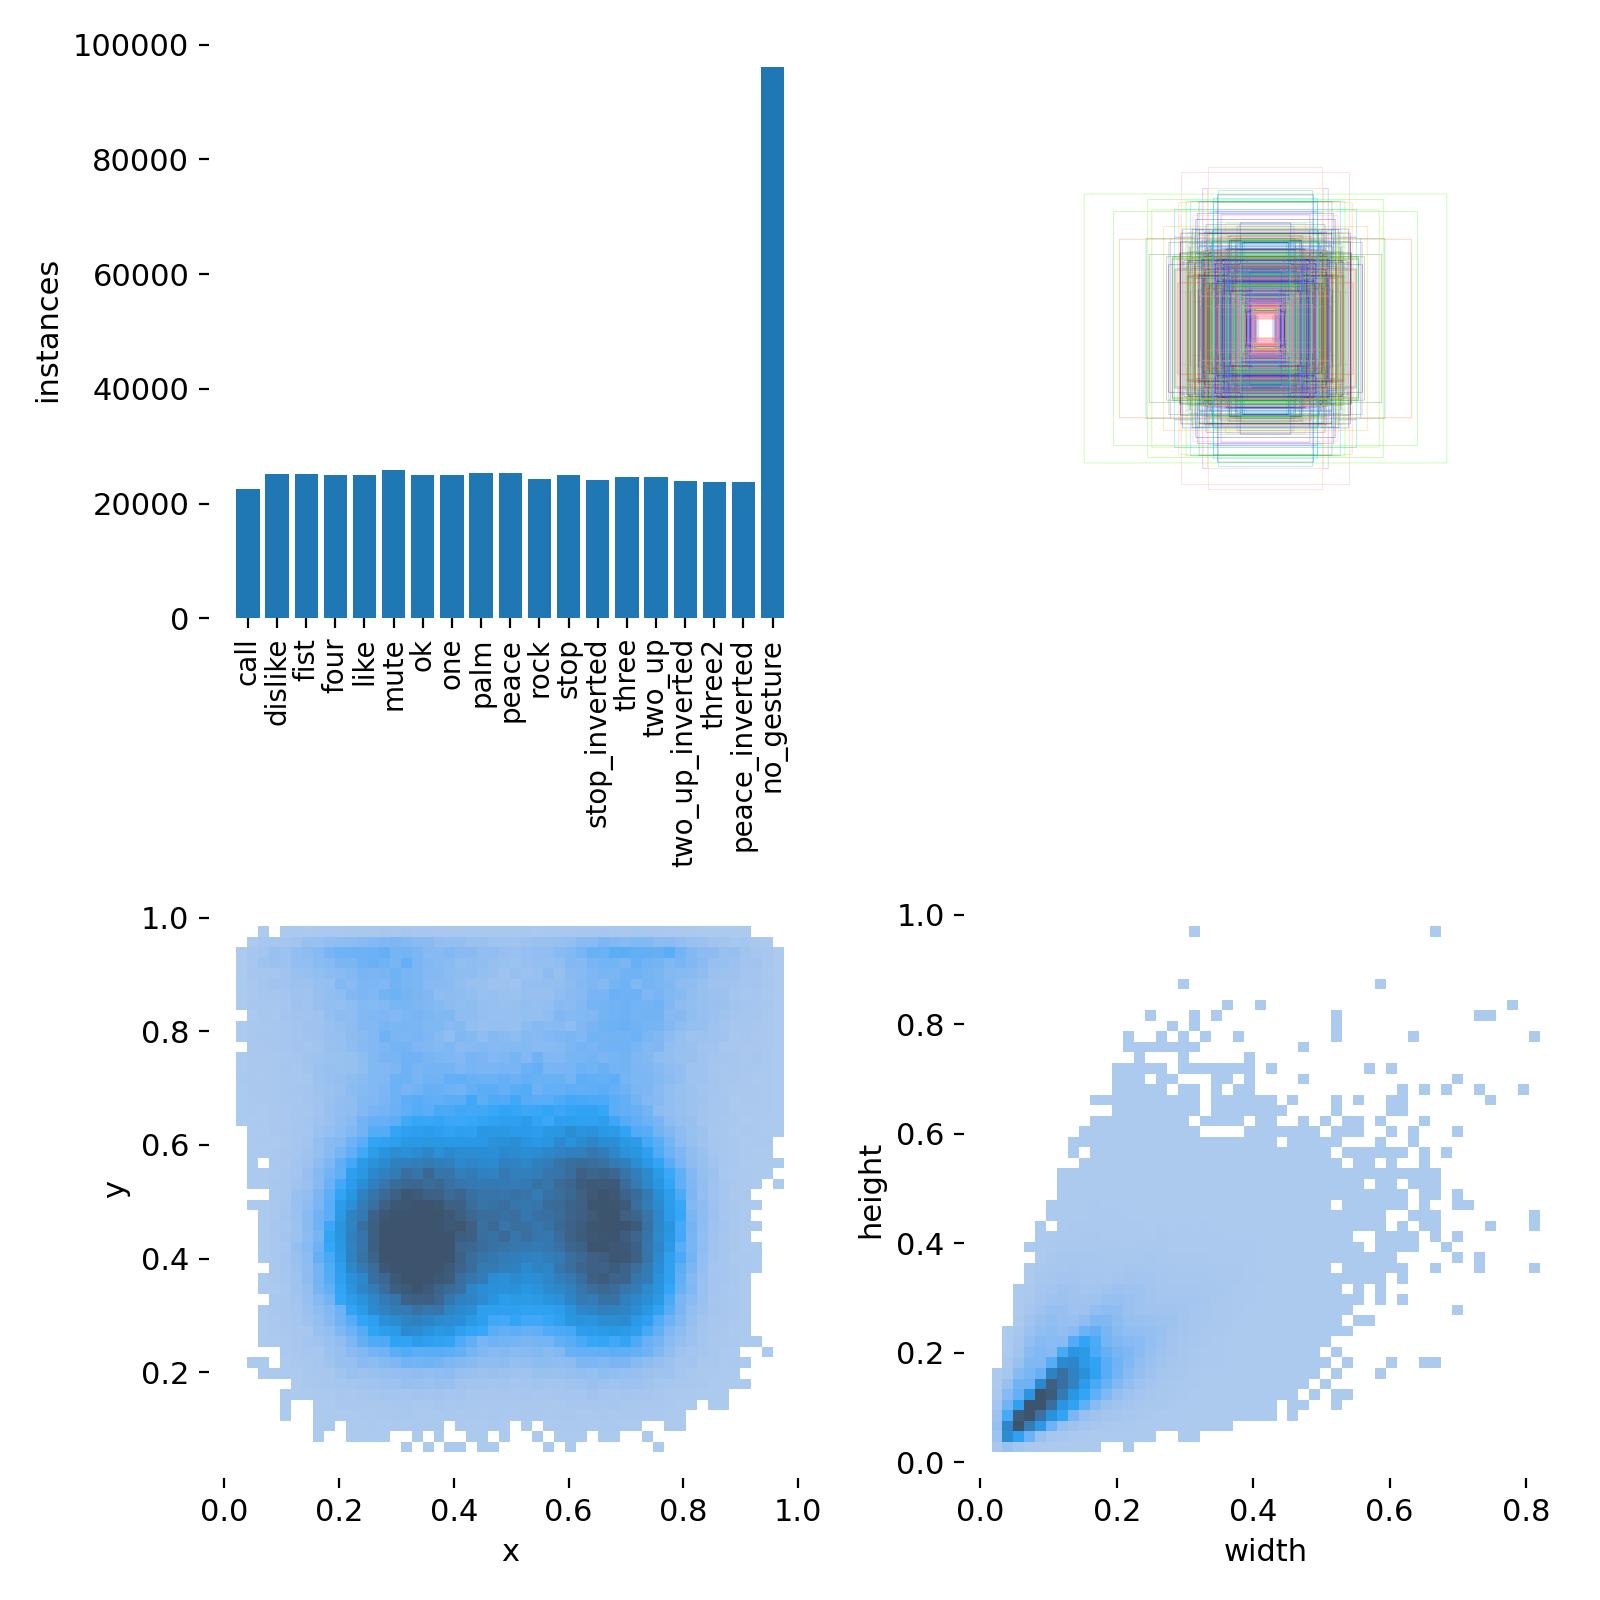 100000
80000
60000
40000
20000
0
instances
call
dislike
fist
four
like
mute
ok
one
palm
peace
rock
stop
stop_inverted
three
two_up
two_up_inverted
three2
peace_inverted
no_gesture
1.0
0.8
0.6
0.4
0.2
y
0.0 0.2 0.4 0.6 0.8 1.0
x
1.0
0.8
0.6
0.4
0.2
0.0
height
0.0 0.2 0.4 0.6 0.8
width